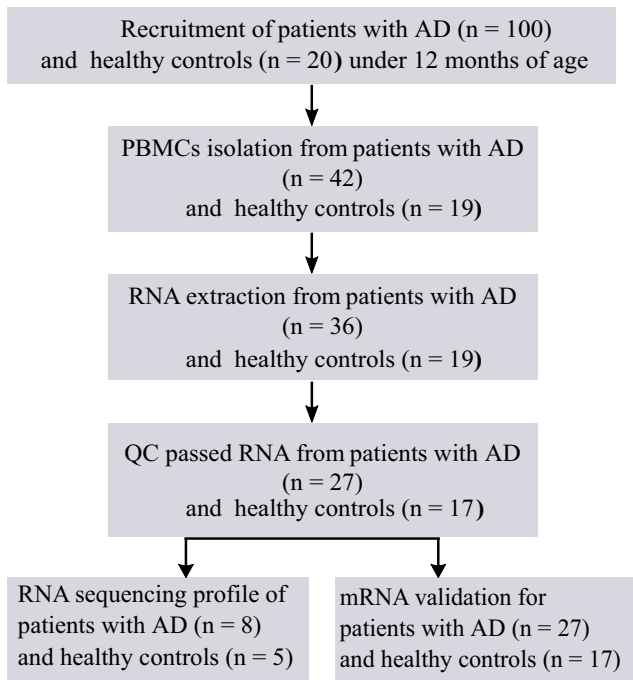 Recruitment of patients with AD (n = 100)
and healthy controls (n = 20) under 12 months of age
PBMCs isolation from patients with AD
(n = 42)
and healthy controls (n = 19)
RNA extraction from patients with AD
(n = 36)
and healthy controls (n = 19)
QC passed RNA from patients with AD
(n = 27)
and healthy controls (n = 17)
RNA sequencing profile of
patients with AD (n = 8)
and healthy controls (n = 5)
mRNA validation for
patients with AD (n = 27)
and healthy controls (n = 17)